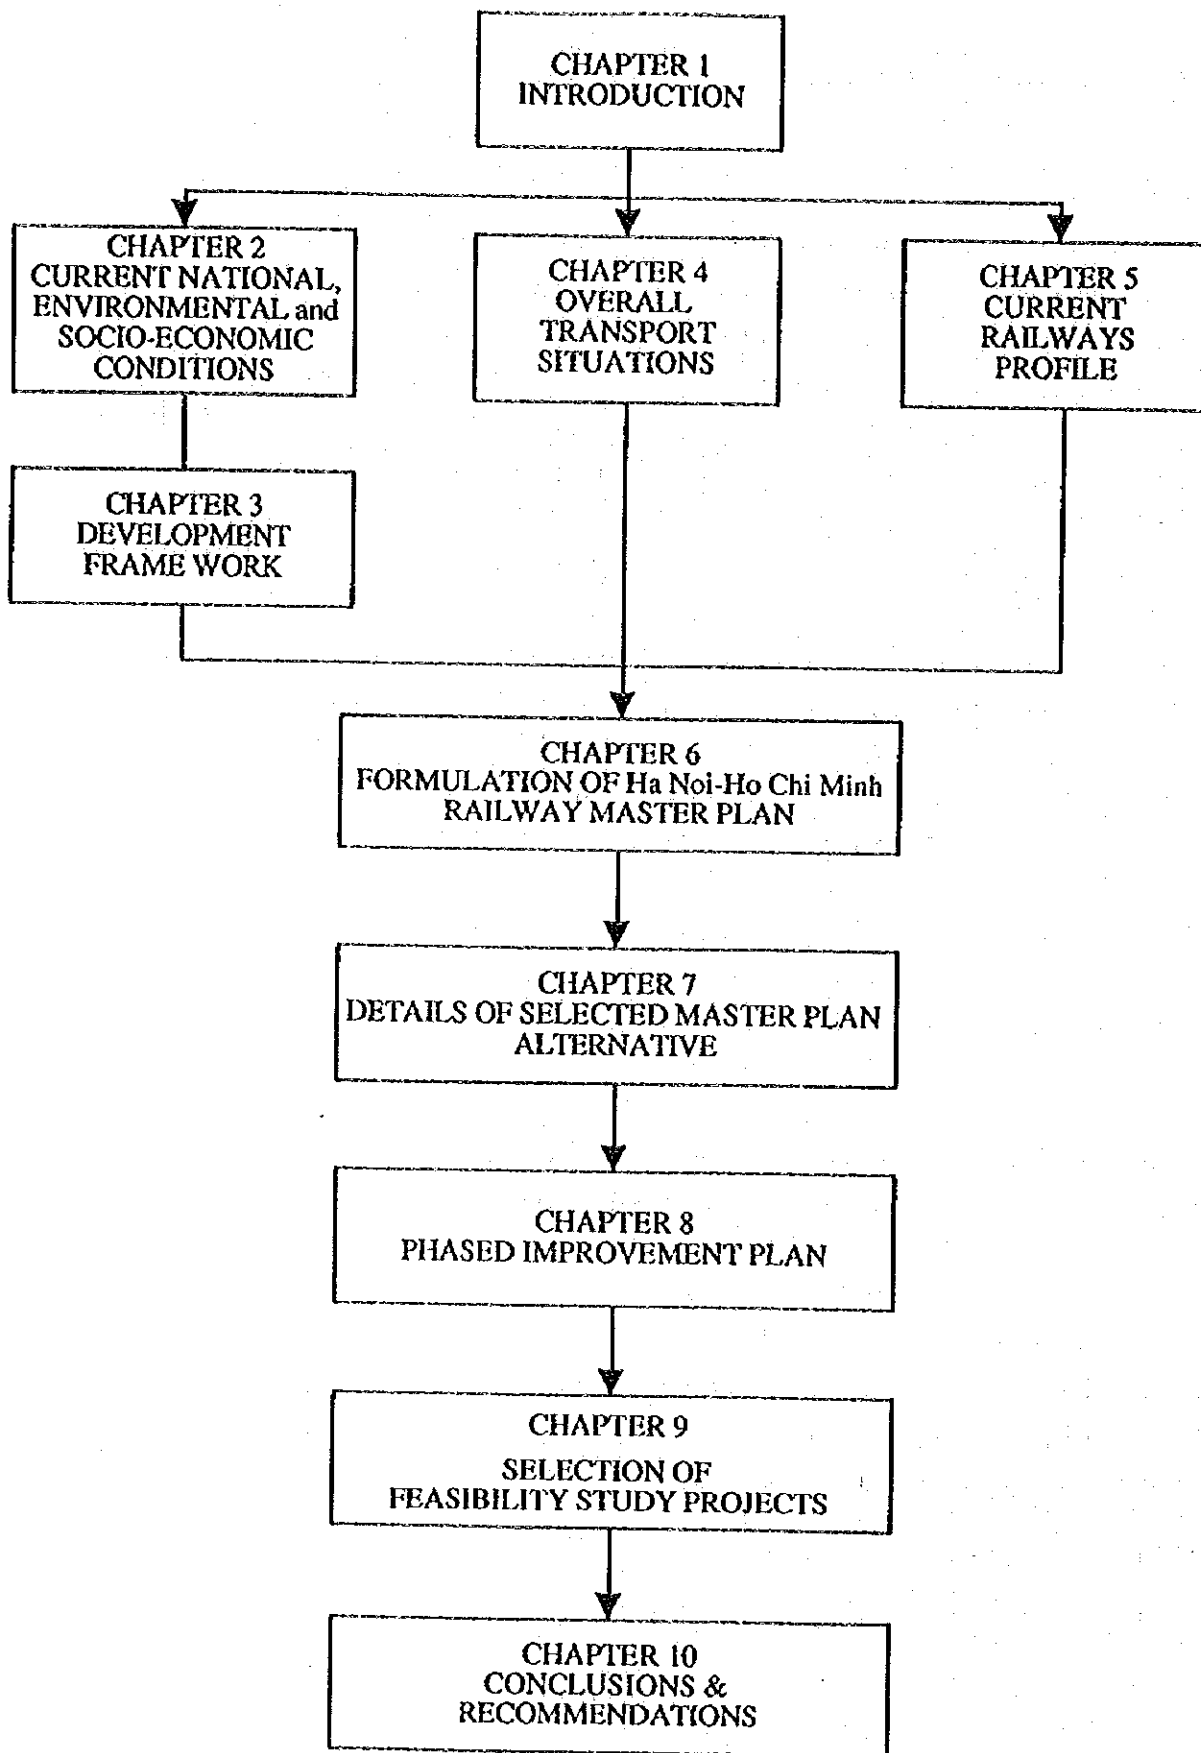 CHAPTER 1
INTRODUCTION
CHAPTER 2
CURRENT NATIONAL,
ENVIRONMENTAL and
SOCIO-ECONOMIC
CONDITIONS
CHAPTER 4
OVERALL
TRANSPORT
SITUATIONS
CHAPTER 5
CURRENT
RAILWAYS
PROFILE
CHAPTER 3
DEVELOPMENT
FRAME WORK
CHAPTER 6
FORMULATION OF Ha Noi-Ho Chi Minh
RAILWAY MASTER PLAN
CHAPTER 7
DETAILS OF SELECTED MASTER PLAN
ALTERNATIVE
CHAPTER 8
PHASED IMPROVEMENT PLAN
CHAPTER 9
SELECTION OF
FEASIBILITY STUDY PROJECTS
CHAPTER 10
CONCLUSIONS &
RECOMMENDATIONS